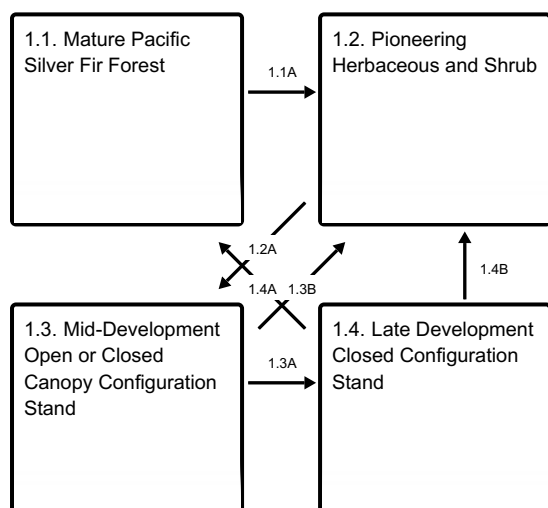 1.1. Mature Pacific
Silver Fir Forest
1.1A
1.2. Pioneering
Herbaceous and Shrub
1.2A
1.4A
1.3B
1.4B
1.3. Mid-Development
Open or Closed
Canopy Configuration
Stand
1.3A
1.4. Late Development
Closed Configuration
Stand